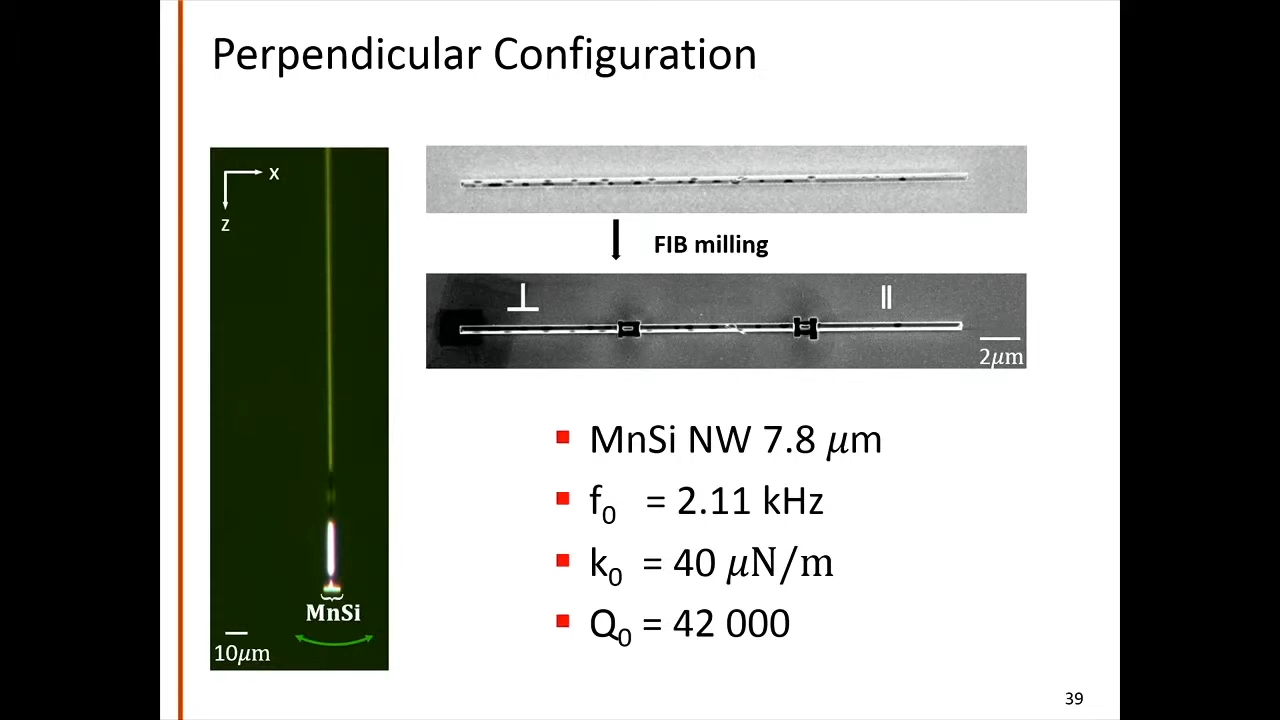 Perpendicular Configuration
x
z
MnSi
10μm
FIB milling
⊥
∥
2μm
▪ MnSi NW 7.8 μm
▪ f₀ = 2.11 kHz
▪ k₀ = 40 μN/m
▪ Q₀ = 42 000
39